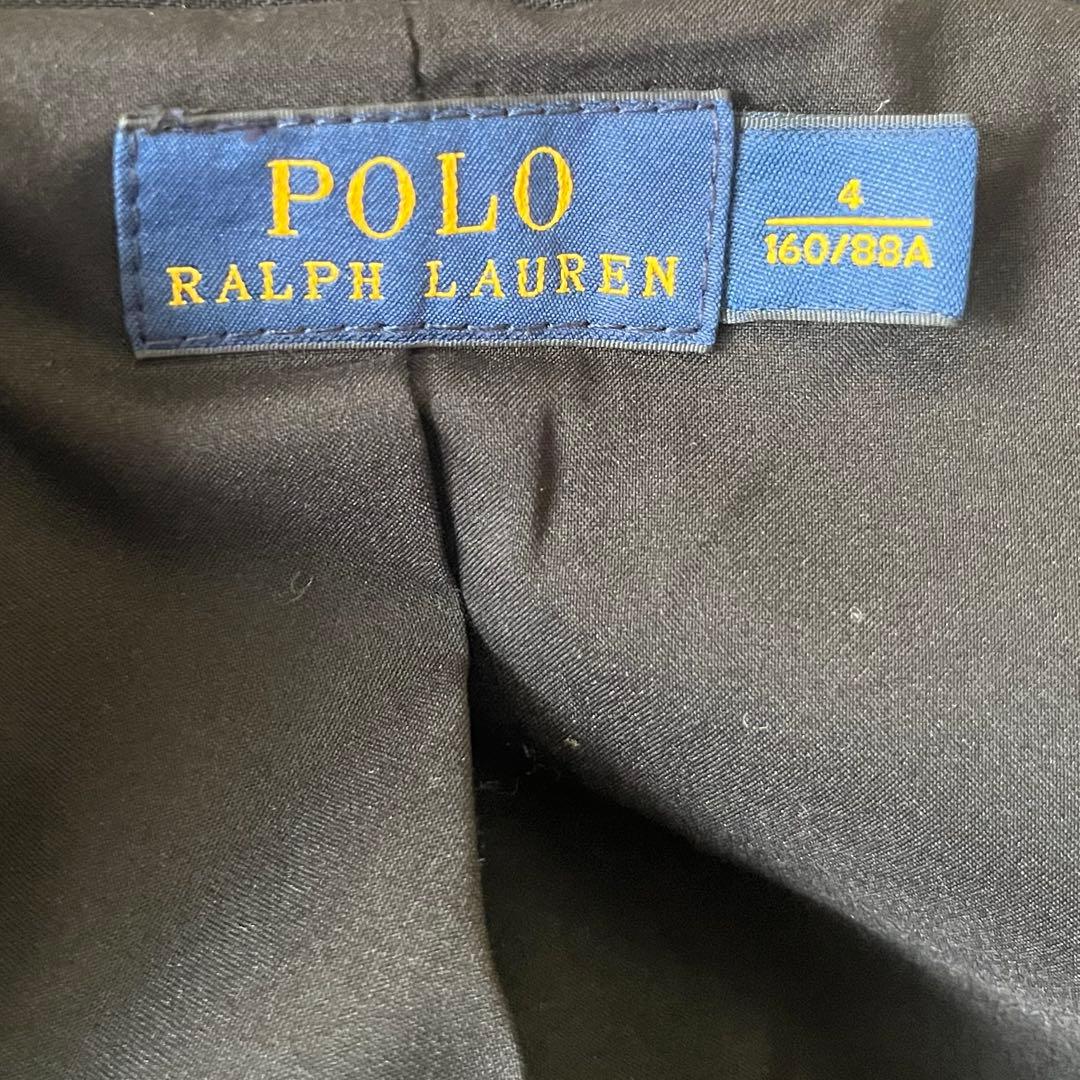 POLO
RALPH LAUREN
4
160/88A